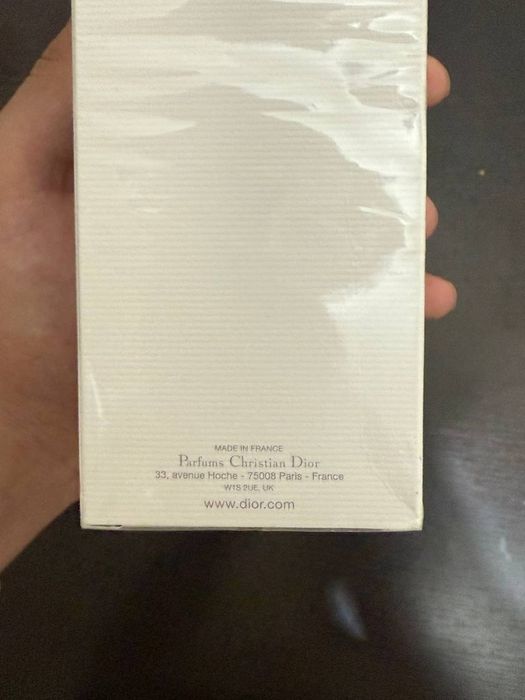 MADE IN FRANCE
Parfums Christian Dior
33, avenue Hoche - 75008 Paris - France
W1S 2UE, UK
www.dior.com